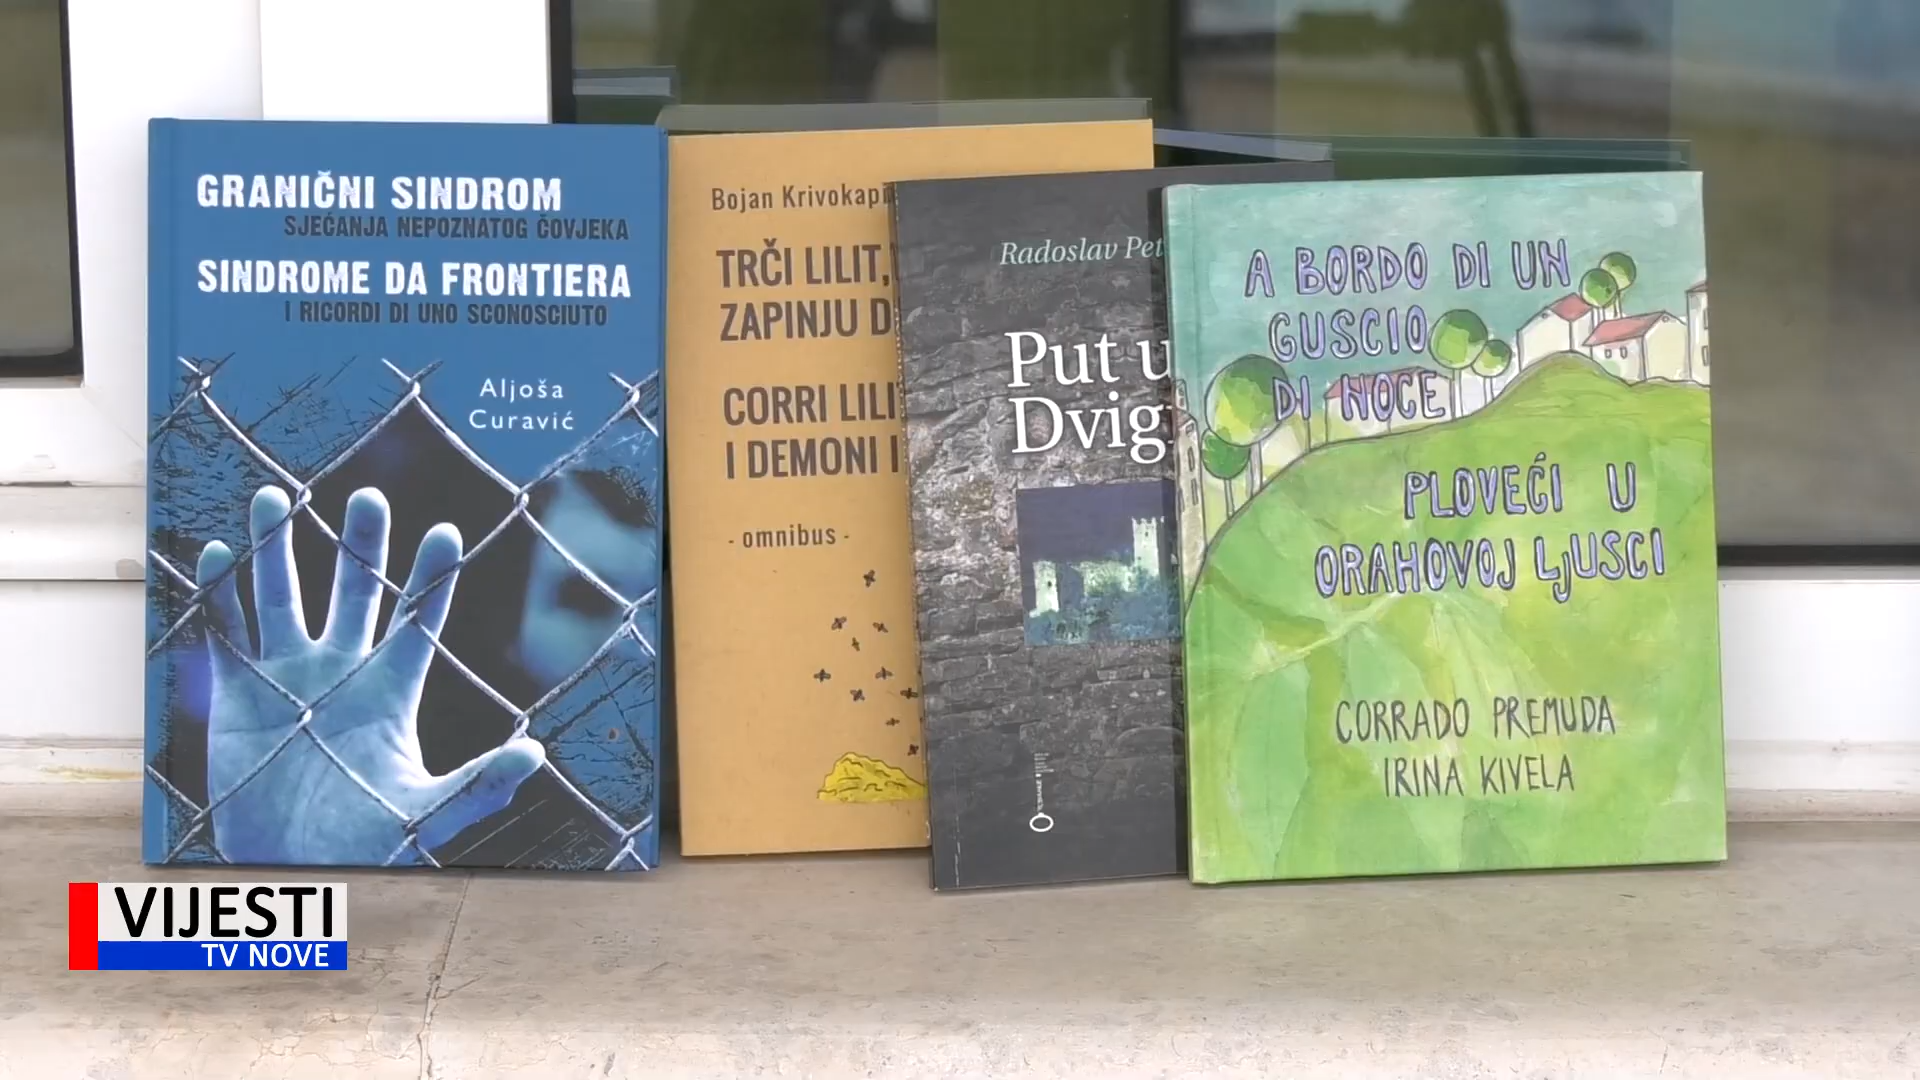 GRANIČNI SINDROM
SJEĆANJA NEPOZNATOG ČOVJEKA
SINDROME DA FRONTIERA
I RICORDI DI UNO SCONOSCIUTO
Aljoša
Curavić
Bojan
TRČI LILIT,
ZAPINJU
CORRI
I DEMONI
- omnibus -
Radoslav
Put
A BORDO DI UN
GUSCIO
DI NOCE
PLOVEĆI U
ORAHOVOJ LJUSCI
CORRADO PREMUDA
IRINA KIVELA
VIJESTI
TV NOVE